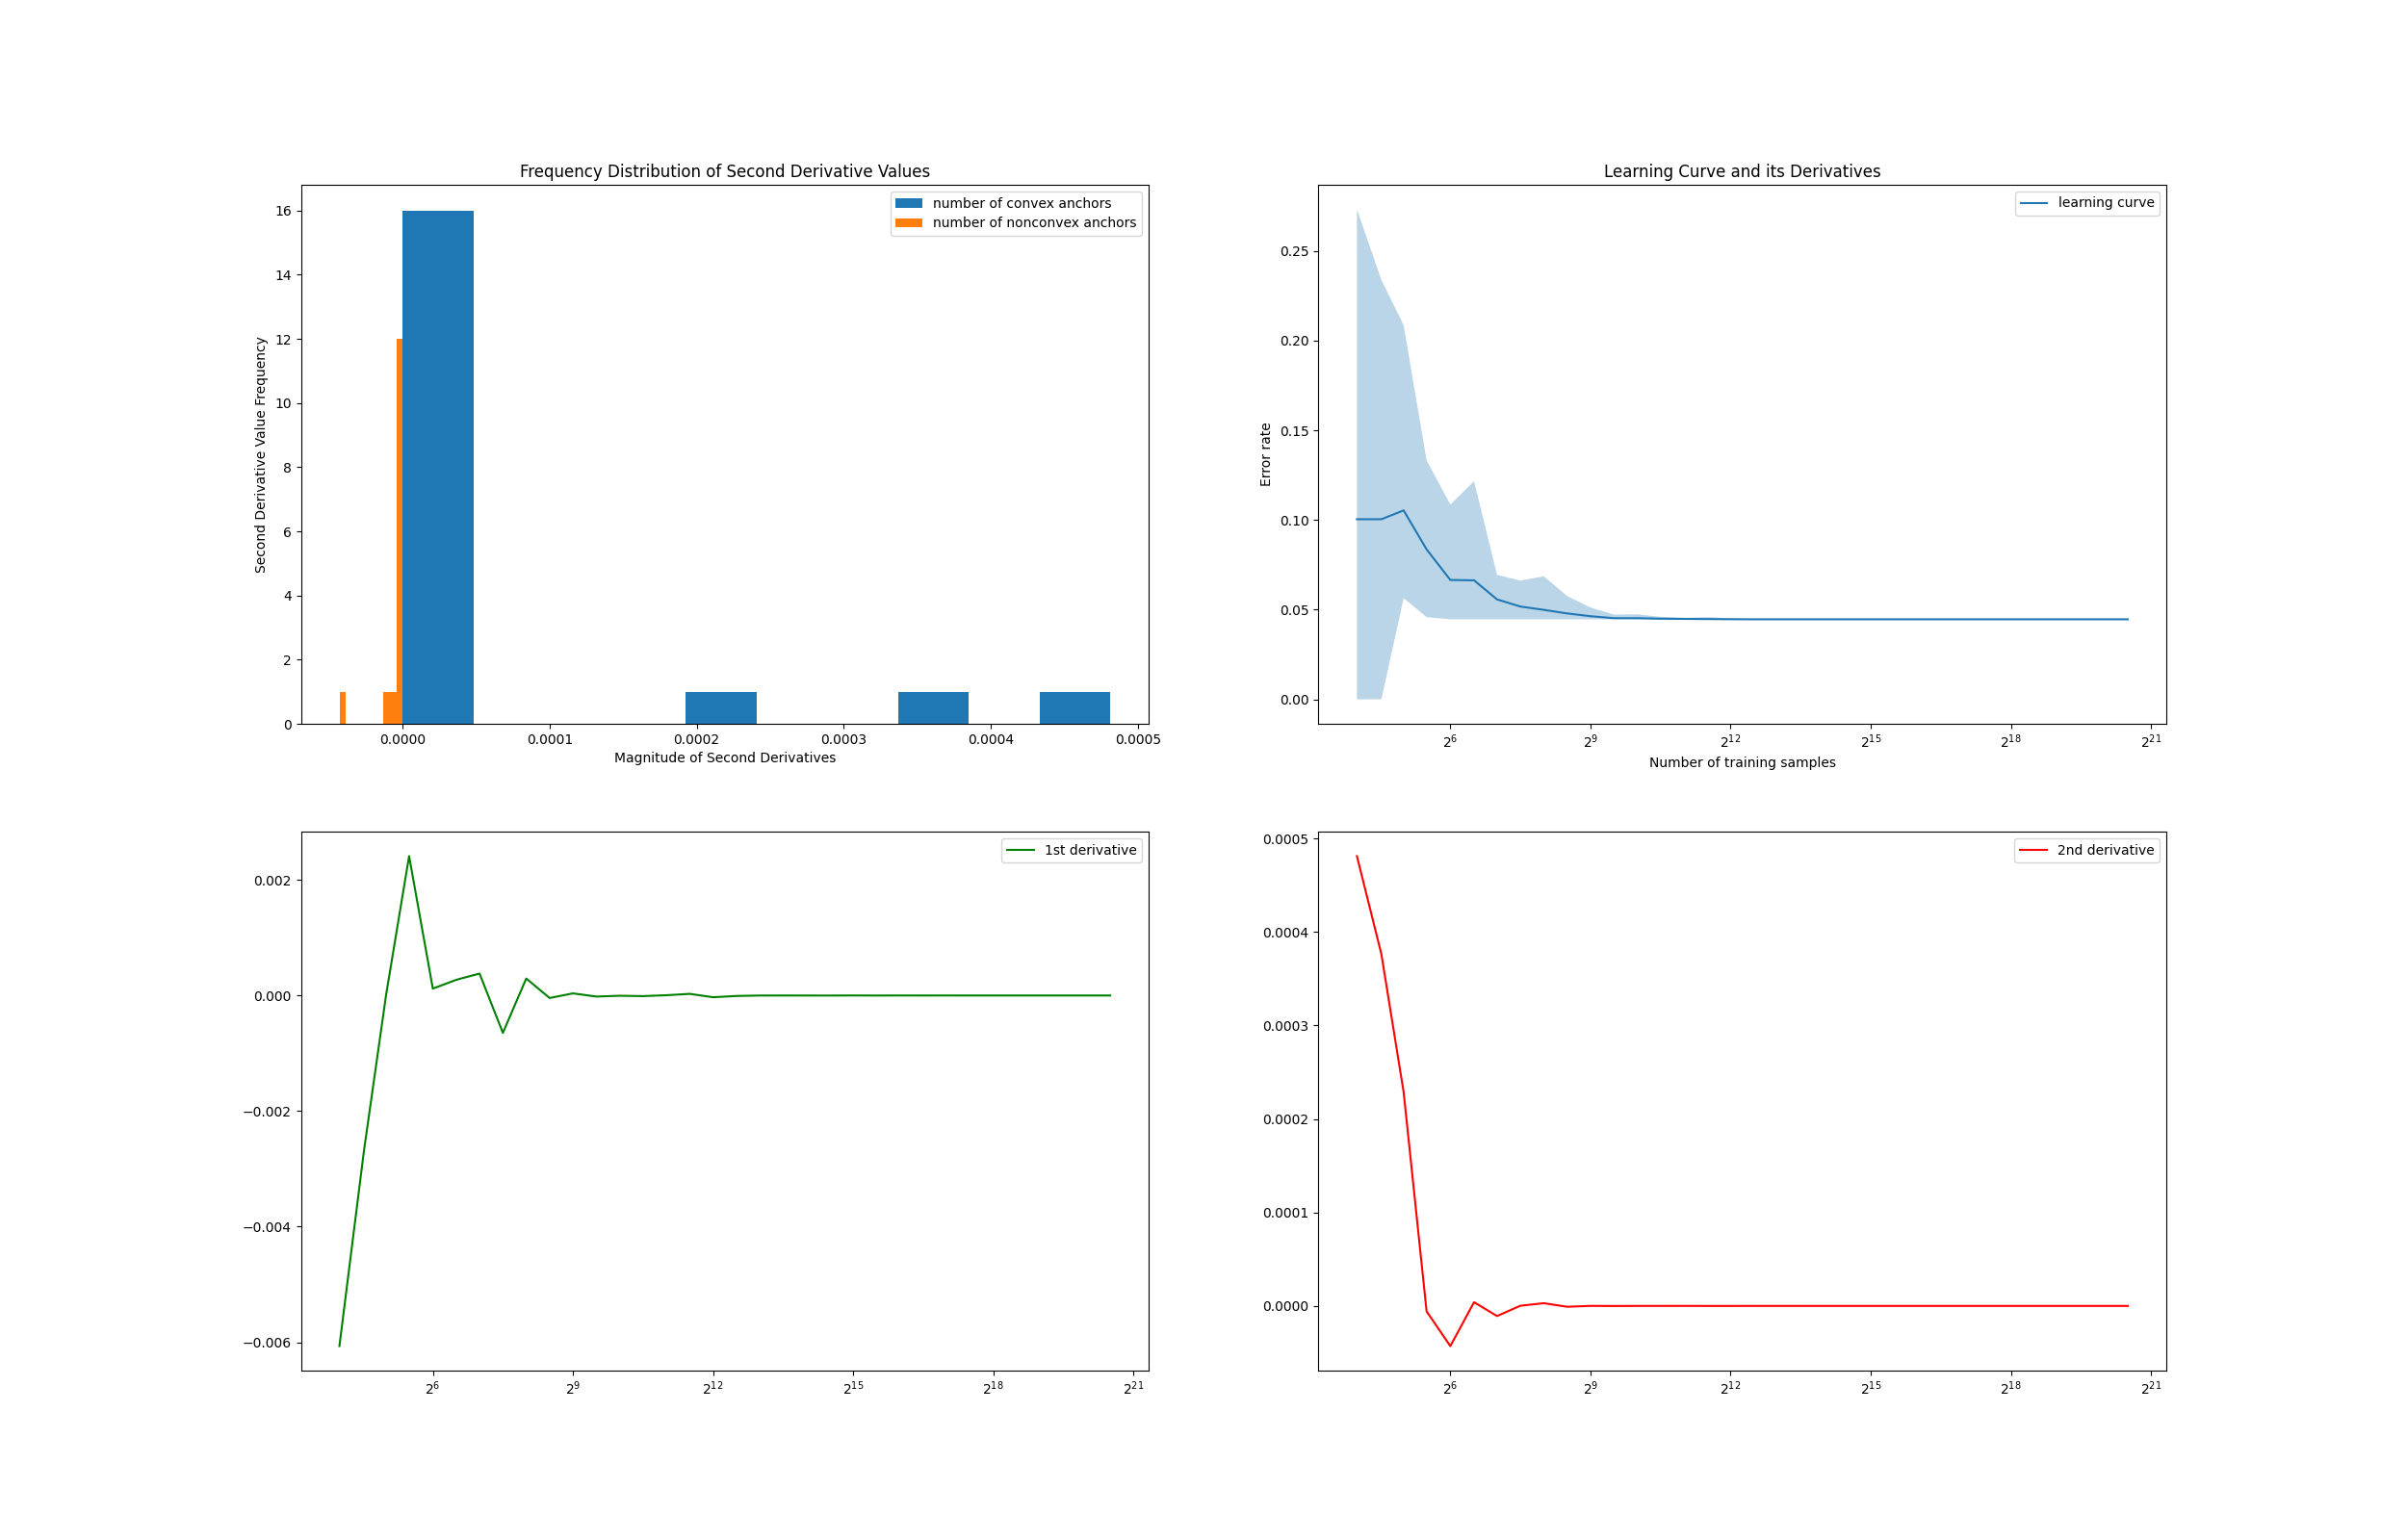 Frequency Distribution of Second Derivative Values
number of convex anchors
number of nonconvex anchors
Second Derivative Value Frequency
16
14
12
10
8
6
4
2
0
0.0000 0.0001 0.0002 0.0003 0.0004 0.0005
Magnitude of Second Derivatives
Learning Curve and its Derivatives
learning curve
Error rate
0.25
0.20
0.15
0.10
0.05
0.00
2^6 2^9 2^12 2^15 2^18 2^21
Number of training samples
1st derivative
0.002
0.000
−0.002
−0.004
−0.006
2^6 2^9 2^12 2^15 2^18 2^21
2nd derivative
0.0005
0.0004
0.0003
0.0002
0.0001
0.0000
2^6 2^9 2^12 2^15 2^18 2^21